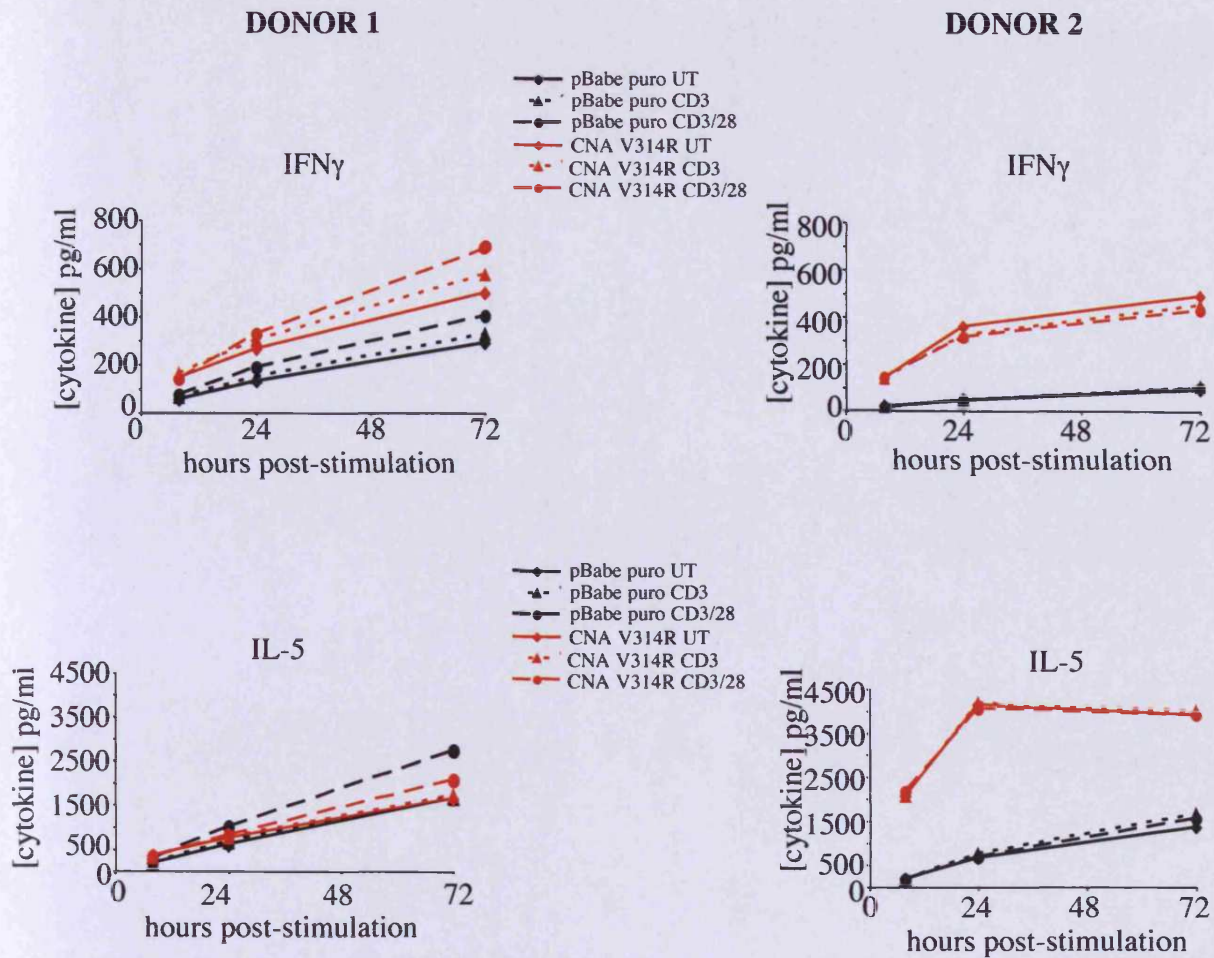 DONOR 1
DONOR 2
pBabe puro UT
pBabe puro CD3
pBabe puro CD3/28
CNA V314R UT
CNA V314R CD3
CNA V314R CD3/28
IFNγ
[cytokine] pg/ml
800
600
400
200
0
0 24 48 72
hours post-stimulation
IFNγ
[cytokine] pg/ml
800
600
400
200
0
0 24 48 72
hours post-stimulation
pBabe puro UT
pBabe puro CD3
pBabe puro CD3/28
CNA V314R UT
CNA V314R CD3
CNA V314R CD3/28
IL-5
[cytokine] pg/ml
4500
3500
2500
1500
500
0
0 24 48 72
hours post-stimulation
IL-5
[cytokine] pg/ml
4500
3500
2500
1500
500
0
0 24 48 72
hours post-stimulation